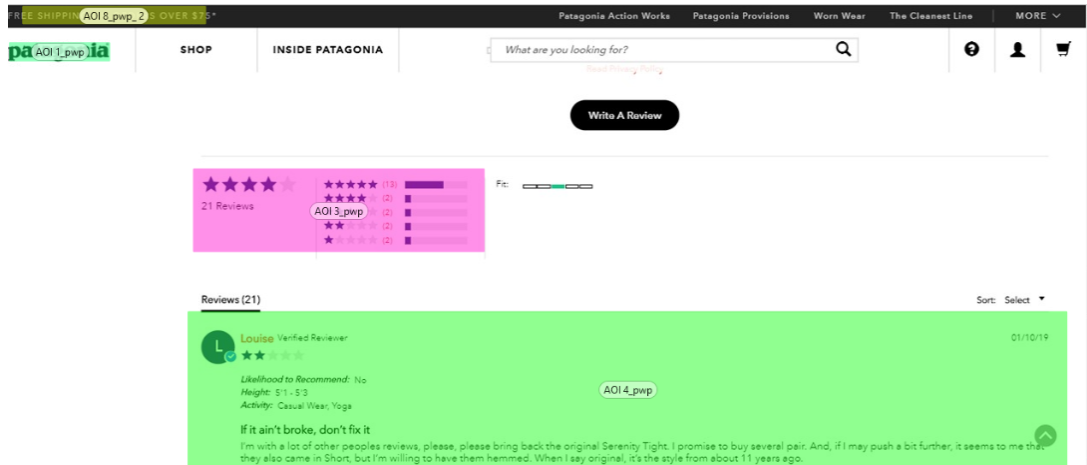 FREE SHIPPING AOI 8_pwp_2 S OVER $75*
Patagonia Action Works Patagonia Provisions Worn Wear The Cleanest Line MORE
patagonia AOI 1_pwp
SHOP INSIDE PATAGONIA What are you looking for?
Read Privacy Policy
Write A Review
(13)
(2)
21 Reviews AOI 3_pwp (2)
(2)
(2)
Fit:
Reviews (21) Sort: Select
L Louise Verified Reviewer 01/10/19
Likelihood to Recommend: No
Height: 5'1 - 5'3
Activity: Casual Wear, Yoga
AOI 4_pwp
If it ain't broke, don't fix it
I'm with a lot of other peoples reviews, please, please bring back the original Serenity Tight. I promise to buy several pair. And, if I may push a bit further, it seems to me that
they also came in Short, but I'm willing to have them hemmed. When I say original, it's the style from about 11 years ago.